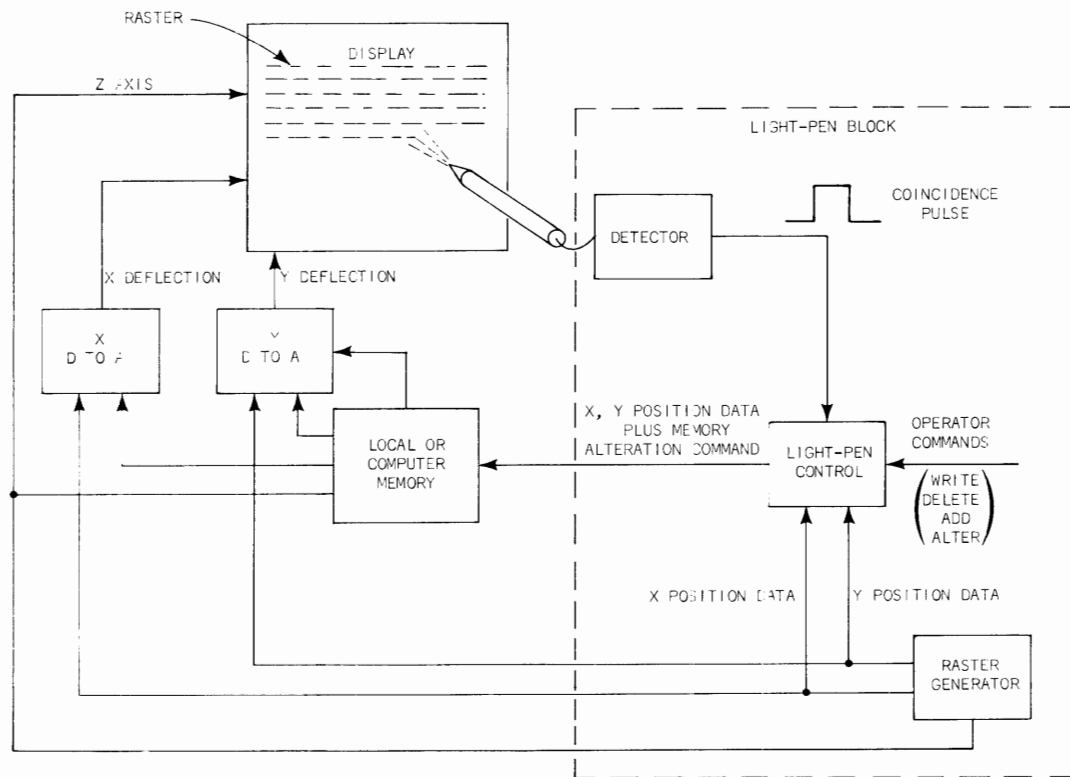 RASTER
DISPLAY
Z AXIS
LIGHT-PEN BLOCK
COINCIDENCE
PULSE
DETECTOR
X DEFLECTION
Y DEFLECTION
X
D TO A
Y
D TO A
X, Y POSITION DATA
PLUS MEMORY
ALTERATION COMMAND
OPERATOR
COMMANDS
LOCAL OR
COMPUTER
MEMORY
LIGHT-PEN
CONTROL
(WRITE
DELETE
ADD
ALTER)
X POSITION DATA
Y POSITION DATA
RASTER
GENERATOR